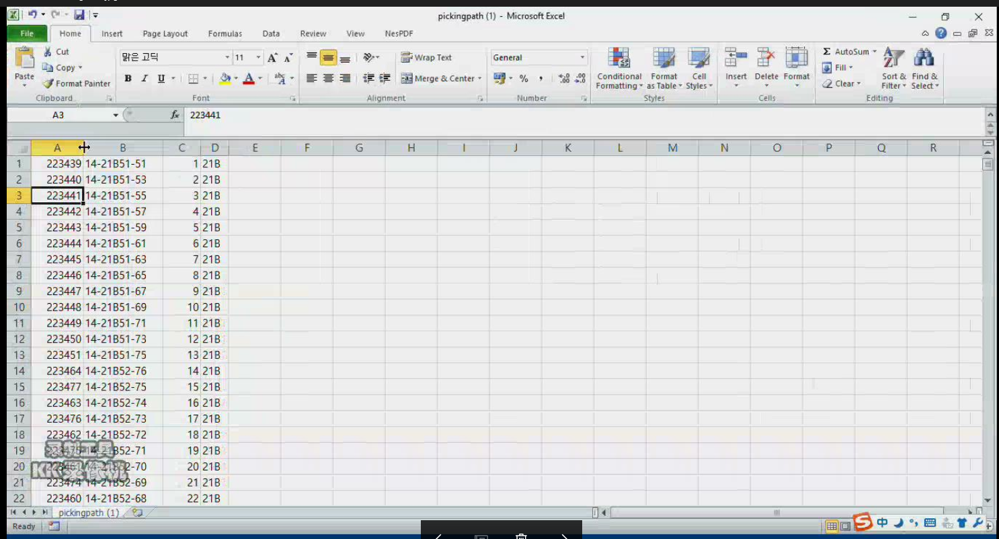 pickingpath (1) - Microsoft Excel
File Home Insert Page Layout Formulas Data Review View NesPDF
Cut
Copy
Format Painter
Paste
Clipboard
맑은 고딕 11
B I U
Font
Wrap Text
Merge & Center
Alignment
General
Number
Conditional Formatting
Format as Table
Cell Styles
Styles
Insert Delete Format
Cells
AutoSum
Fill
Clear
Sort & Filter
Find & Select
Editing
A3 fx 223441
A B C D E F G H I J K L M N O P Q R
1 223439 14-21B51-51 1 21B
2 223440 14-21B51-53 2 21B
3 223441 14-21B51-55 3 21B
4 223442 14-21B51-57 4 21B
5 223443 14-21B51-59 5 21B
6 223444 14-21B51-61 6 21B
7 223445 14-21B51-63 7 21B
8 223446 14-21B51-65 8 21B
9 223447 14-21B51-67 9 21B
10 223448 14-21B51-69 10 21B
11 223449 14-21B51-71 11 21B
12 223450 14-21B51-73 12 21B
13 223451 14-21B51-75 13 21B
14 223464 14-21B52-76 14 21B
15 223477 14-21B52-75 15 21B
16 223463 14-21B52-74 16 21B
17 223476 14-21B52-73 17 21B
18 223462 14-21B52-72 18 21B
19 223475 14-21B52-71 19 21B
20 223461 14-21B52-70 20 21B
21 223474 14-21B52-69 21 21B
22 223460 14-21B52-68 22 21B
pickingpath (1)
Ready
中